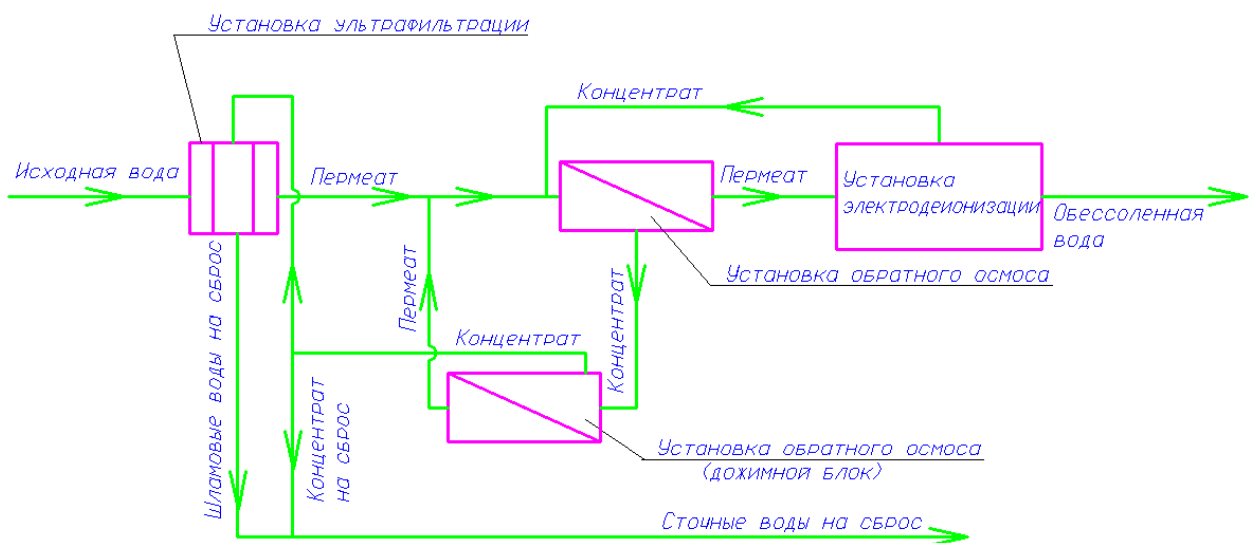 Установка ультрафильтрации
Концентрат
Исходная вода
Пермеат
Пермеат
Установка
электродеионизации
Обессоленная
вода
Установка обратного осмоса
Шламовые воды на сброс
Пермеат
Концентрат
Концентрат
Концентрат
на сброс
Установка обратного осмоса
(дожимной блок)
Сточные воды на сброс